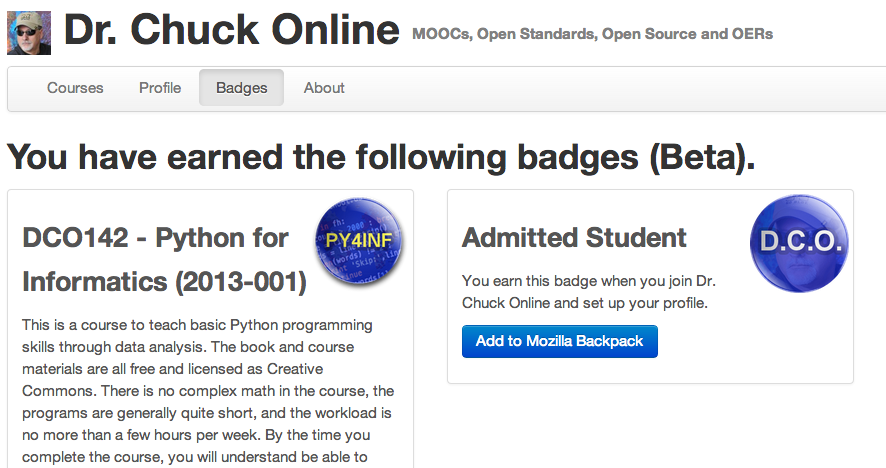 Dr. Chuck Online MOOCs, Open Standards, Open Source and OERs
Courses Profile Badges About
You have earned the following badges (Beta).
DCO142 - Python for
Informatics (2013-001)
PY4INF
This is a course to teach basic Python programming
skills through data analysis. The book and course
materials are all free and licensed as Creative
Commons. There is no complex math in the course, the
programs are generally quite short, and the workload is
no more than a few hours per week. By the time you
complete the course, you will understand be able to
Admitted Student
D.C.O.
You earn this badge when you join Dr.
Chuck Online and set up your profile.
Add to Mozilla Backpack